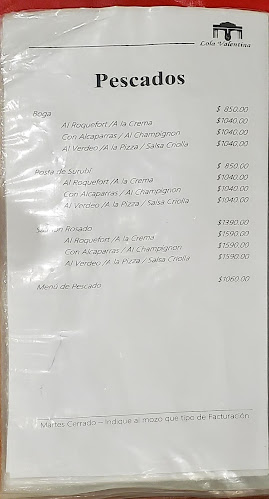 Lola Valentina
Pescados
Boga $ 850.00
Al Roquefort /A la Crema $1040.00
Con Alcaparras / Al Champignon $1040.00
Al Verdeo /A la Pizza / Salsa Criolla $1040.00
Posta de Surubí $ 850.00
Al Roquefort /A la Crema $1040.00
Con Alcaparras / Al Champignon $1040.00
Al Verdeo /A la Pizza / Salsa Criolla $1040.00
Salmon Rosado $1390.00
Al Roquefort /A la Crema $1590.00
Con Alcaparras / Al Champignon $1590.00
Al Verdeo /A la Pizza / Salsa Criolla $1590.00
Menú de Pescado $1060.00
Martes Cerrado – Indique al mozo que tipo de Facturación